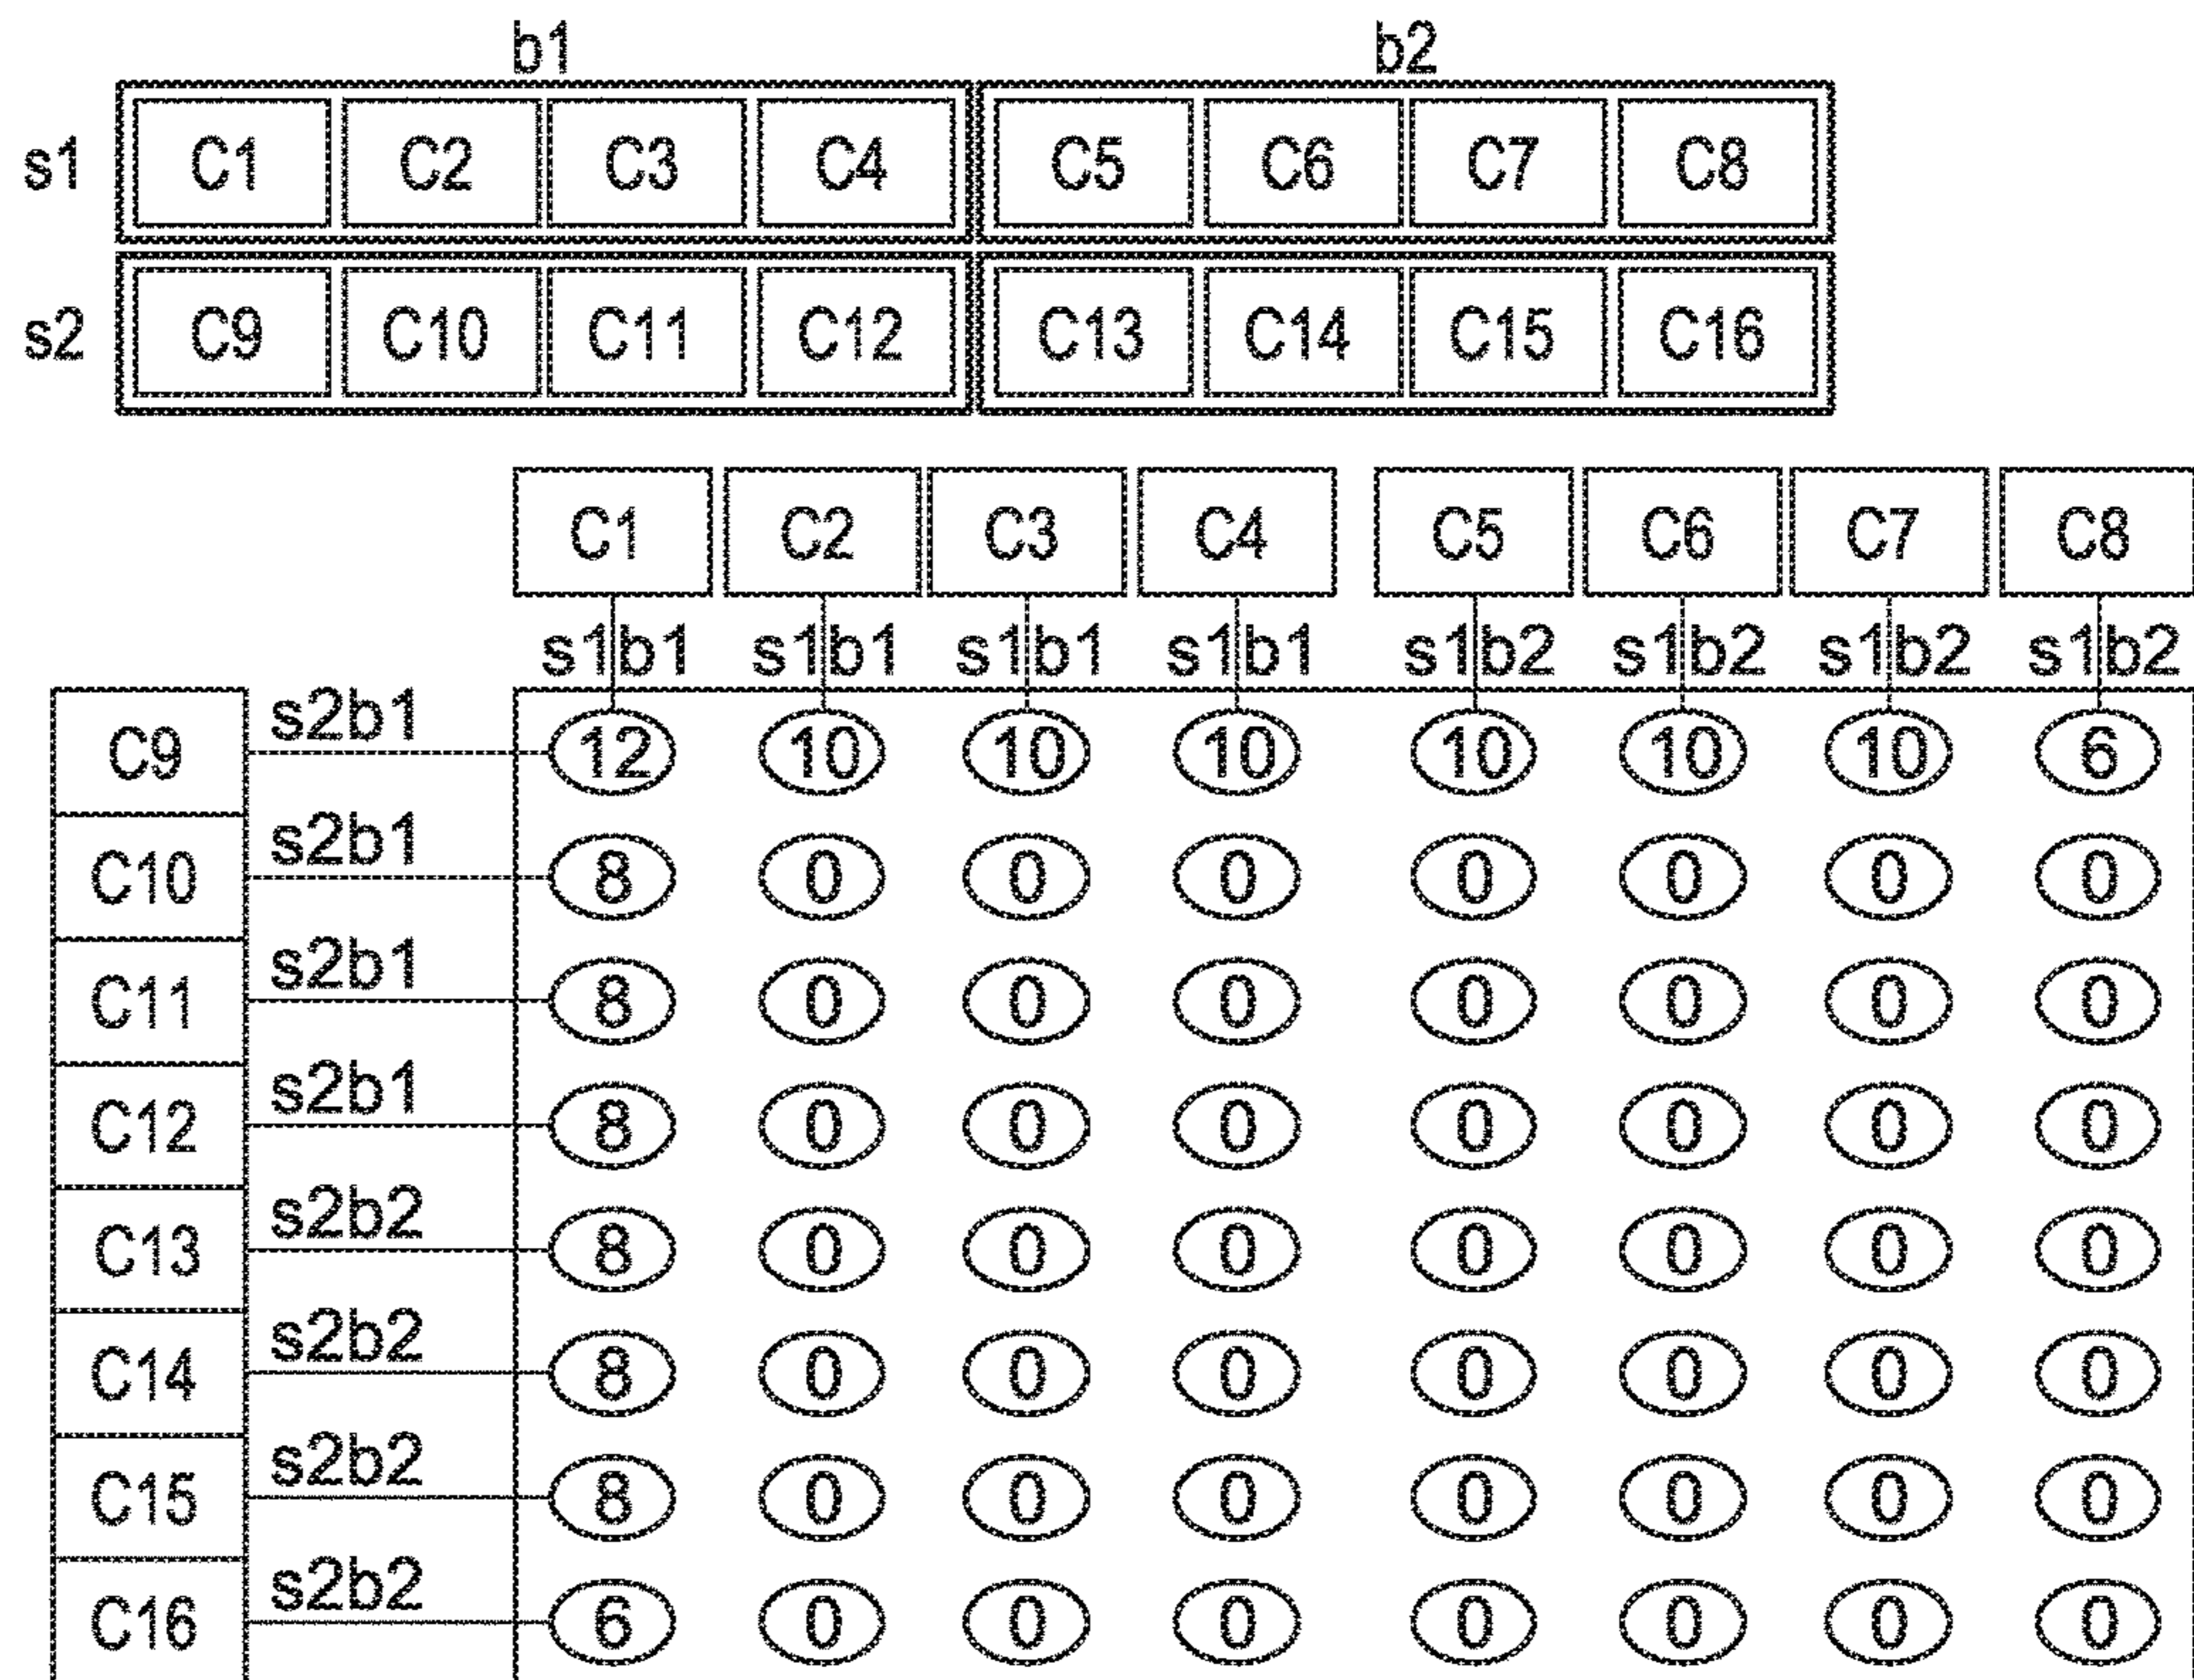 b1 b2
s1 C1 C2 C3 C4 C5 C6 C7 C8
s2 C9 C10 C11 C12 C13 C14 C15 C16
C1 C2 C3 C4 C5 C6 C7 C8
s1b1 s1b1 s1b1 s1b1 s1b2 s1b2 s1b2 s1b2
C9 s2b1 12 10 10 10 10 10 10 6
C10 s2b1 8 0 0 0 0 0 0 0
C11 s2b1 8 0 0 0 0 0 0 0
C12 s2b1 8 0 0 0 0 0 0 0
C13 s2b2 8 0 0 0 0 0 0 0
C14 s2b2 8 0 0 0 0 0 0 0
C15 s2b2 8 0 0 0 0 0 0 0
C16 s2b2 6 0 0 0 0 0 0 0